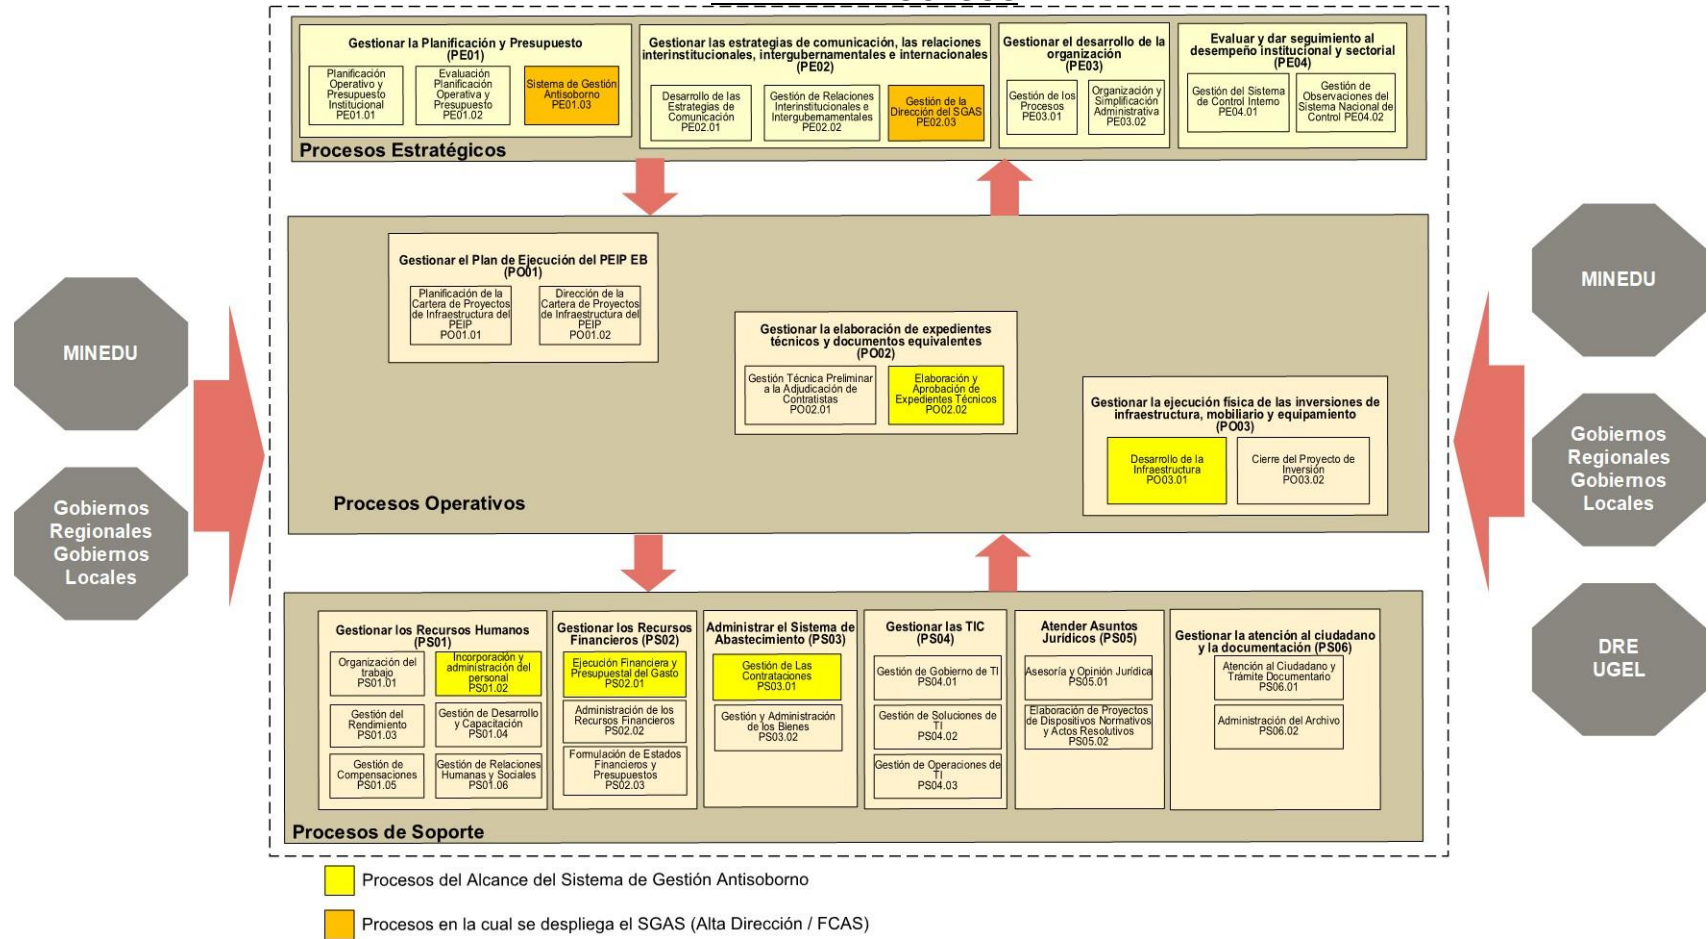 Gestionar la Planificación y Presupuesto
(PE01)
Planificación
Operativo y
Presupuesto
Institucional
PE01.01
Evaluación
Planificación
Operativa y
Presupuesto
PE01.02
Sistema de Gestión
Antisoborno
PE01.03
Gestionar las estrategias de comunicación, las relaciones
interinstitucionales, intergubernamentales e internacionales
(PE02)
Desarrollo de las
Estrategias de
Comunicación
PE02.01
Gestión de Relaciones
Interinstitucionales e
Intergubernamentales
PE02.02
Gestión de la
Dirección del SGAS
PE02.03
Gestionar el desarrollo de la
organización
(PE03)
Gestión de los
Procesos
PE03.01
Organización y
Simplificación
Administrativa
PE03.02
Evaluar y dar seguimiento al
desempeño institucional y sectorial
(PE04)
Gestión del Sistema
de Control Interno
PE04.01
Gestión de
Observaciones del
Sistema Nacional de
Control PE04.02
Procesos Estratégicos
MINEDU
Gobiernos
Regionales
Gobiernos
Locales
Gestionar el Plan de Ejecución del PEIP EB
(PO01)
Planificación de la
Cartera de Proyectos
de Infraestructura del
PEIP
PO01.01
Dirección de la
Cartera de Proyectos
de Infraestructura del
PEIP
PO01.02
Gestionar la elaboración de expedientes
técnicos y documentos equivalentes
(PO02)
Gestión Técnica Preliminar
a la Adjudicación de
Contratistas
PO02.01
Elaboración y
Aprobación de
Expedientes Técnicos
PO02.02
Gestionar la ejecución física de las inversiones de
infraestructura, mobiliario y equipamiento
(PO03)
Desarrollo de la
Infraestructura
PO03.01
Cierre del Proyecto de
Inversión
PO03.02
Procesos Operativos
MINEDU
Gobiernos
Regionales
Gobiernos
Locales
DRE
UGEL
Gestionar los Recursos Humanos
(PS01)
Organización del
trabajo
PS01.01
Incorporación y
administración del
personal
PS01.02
Gestión del
Rendimiento
PS01.03
Gestión de Desarrollo
y Capacitación
PS01.04
Gestión de
Compensaciones
PS01.05
Gestión de Relaciones
Humanas y Sociales
PS01.06
Gestionar los Recursos
Financieros (PS02)
Ejecución Financiera y
Presupuestal del Gasto
PS02.01
Administración de los
Recursos Financieros
PS02.02
Formulación de Estados
Financieros y
Presupuestos
PS02.03
Administrar el Sistema de
Abastecimiento (PS03)
Gestión de Las
Contrataciones
PS03.01
Gestión y Administración
de los Bienes
PS03.02
Gestionar las TIC
(PS04)
Gestión de Gobierno de TI
PS04.01
Gestión de Soluciones de
TI
PS04.02
Gestión de Operaciones de
TI
PS04.03
Atender Asuntos
Jurídicos (PS05)
Asesoría y Opinión Jurídica
PS05.01
Elaboración de Proyectos
de Dispositivos Normativos
y Actos Resolutivos
PS05.02
Gestionar la atención al ciudadano
y la documentación (PS06)
Atención al Ciudadano y
Trámite Documentario
PS06.01
Administración del Archivo
PS06.02
Procesos de Soporte
Procesos del Alcance del Sistema de Gestión Antisoborno
Procesos en la cual se despliega el SGAS (Alta Dirección / FCAS)